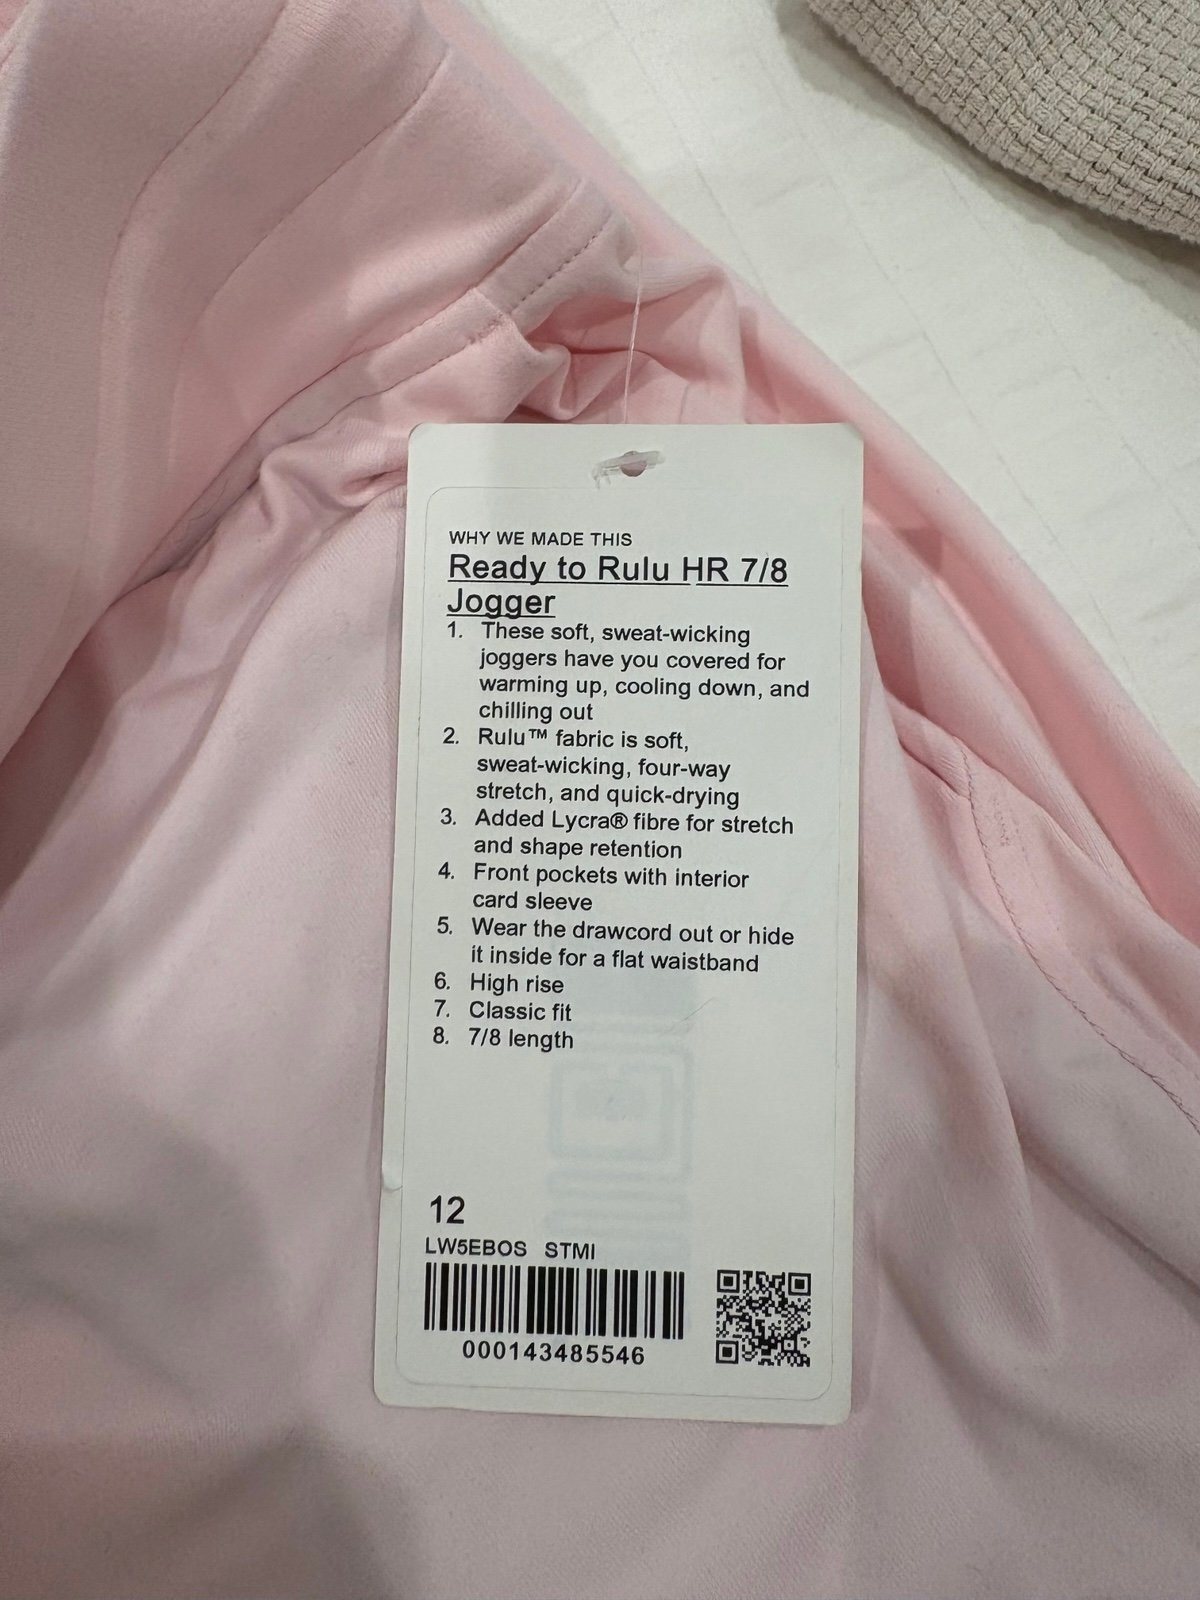 WHY WE MADE THIS
Ready to Rulu HR 7/8
Jogger
1. These soft, sweat-wicking
joggers have you covered for
warming up, cooling down, and
chilling out
2. Rulu™ fabric is soft,
sweat-wicking, four-way
stretch, and quick-drying
3. Added Lycra® fibre for stretch
and shape retention
4. Front pockets with interior
card sleeve
5. Wear the drawcord out or hide
it inside for a flat waistband
6. High rise
7. Classic fit
8. 7/8 length
12
LW5EBOS STMI
000143485546